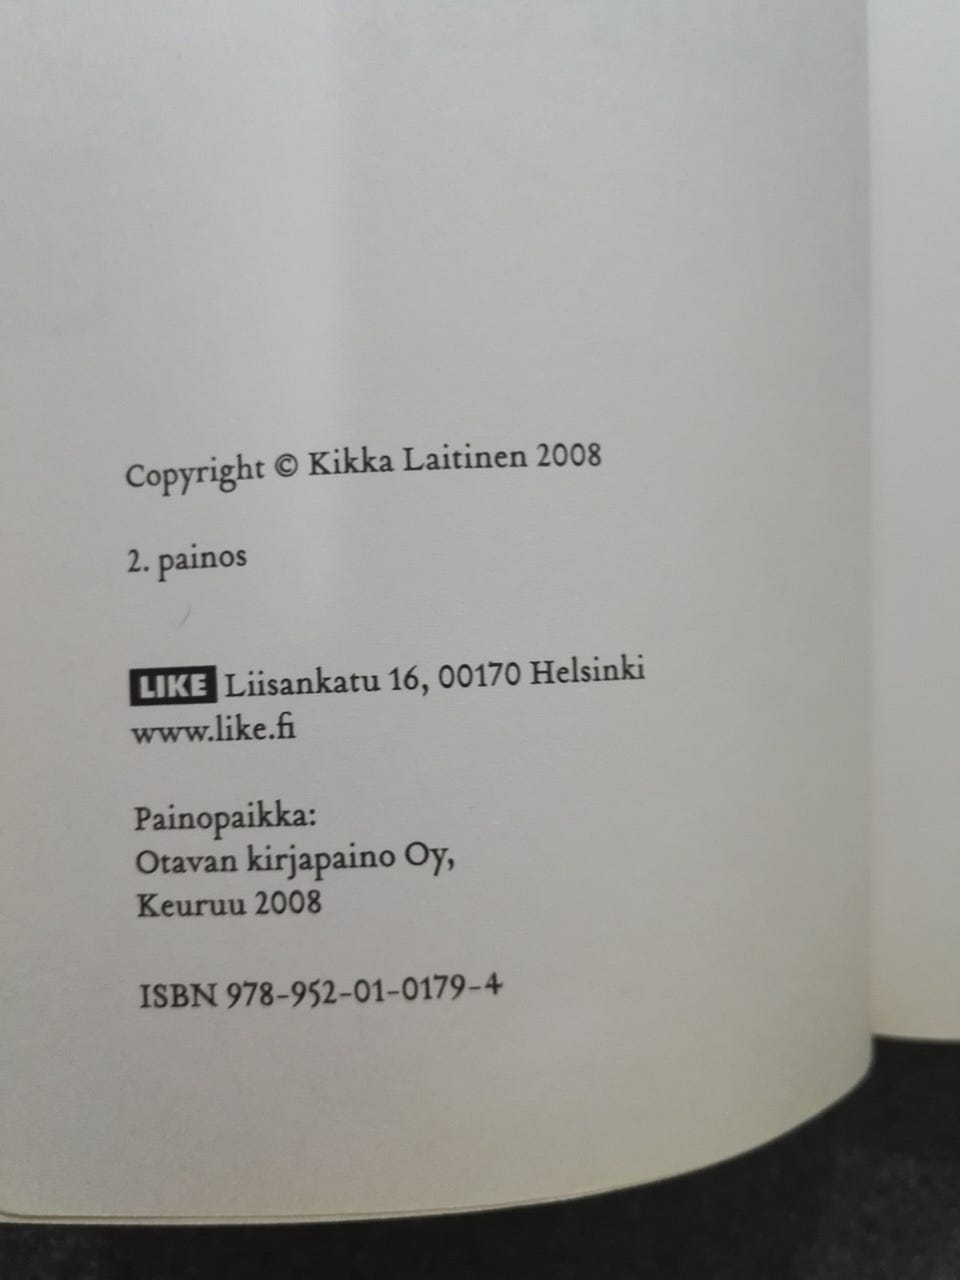 Copyright © Kikka Laitinen 2008
2. painos
LIKE Liisankatu 16, 00170 Helsinki
www.like.fi
Painopaikka:
Otavan kirjapaino Oy,
Keuruu 2008
ISBN 978-952-01-0179-4